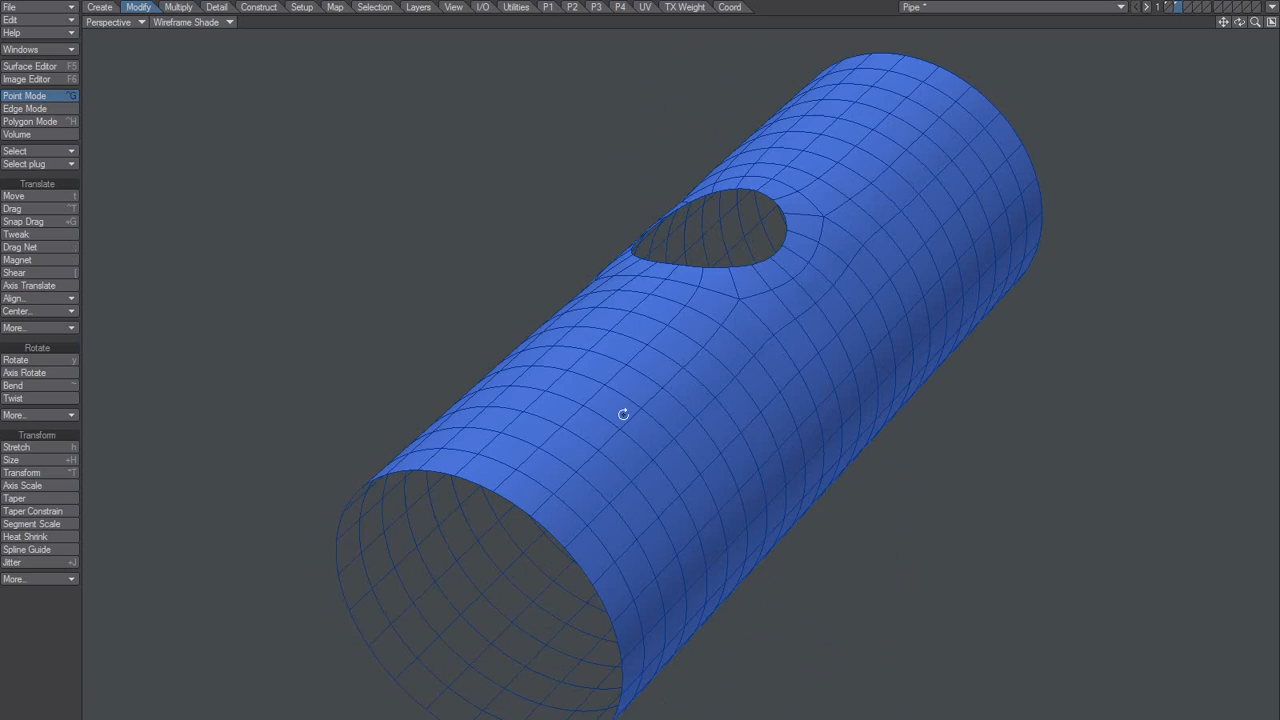 File Create Modify Multiply Detail Construct Setup Map Selection Layers View I/O Utilities P1 P2 P3 P4 UV TX Weight Coord Pipe * 1
Edit Perspective Wireframe Shade
Help
Windows
Surface Editor F5
Image Editor F6
Point Mode ^G
Edge Mode
Polygon Mode ^H
Volume
Select
Select plug
Translate
Move t
Drag ^T
Snap Drag +G
Tweak
Drag Net ;
Magnet
Shear [
Axis Translate
Align...
Center...
More...
Rotate
Rotate y
Axis Rotate
Bend ~
Twist
More...
Transform
Stretch h
Size +H
Transform ^T
Axis Scale
Taper
Taper Constrain
Segment Scale
Heat Shrink
Spline Guide
Jitter +J
More...